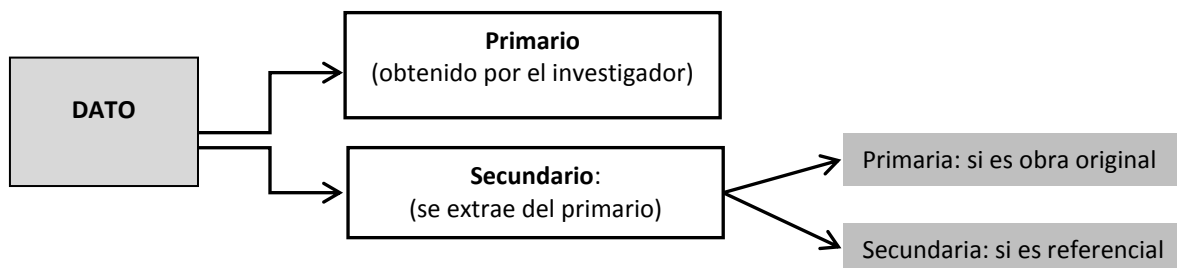 Primario
(obtenido por el investigador)
DATO
Secundario:
(se extrae del primario)
Primaria: si es obra original
Secundaria: si es referencial